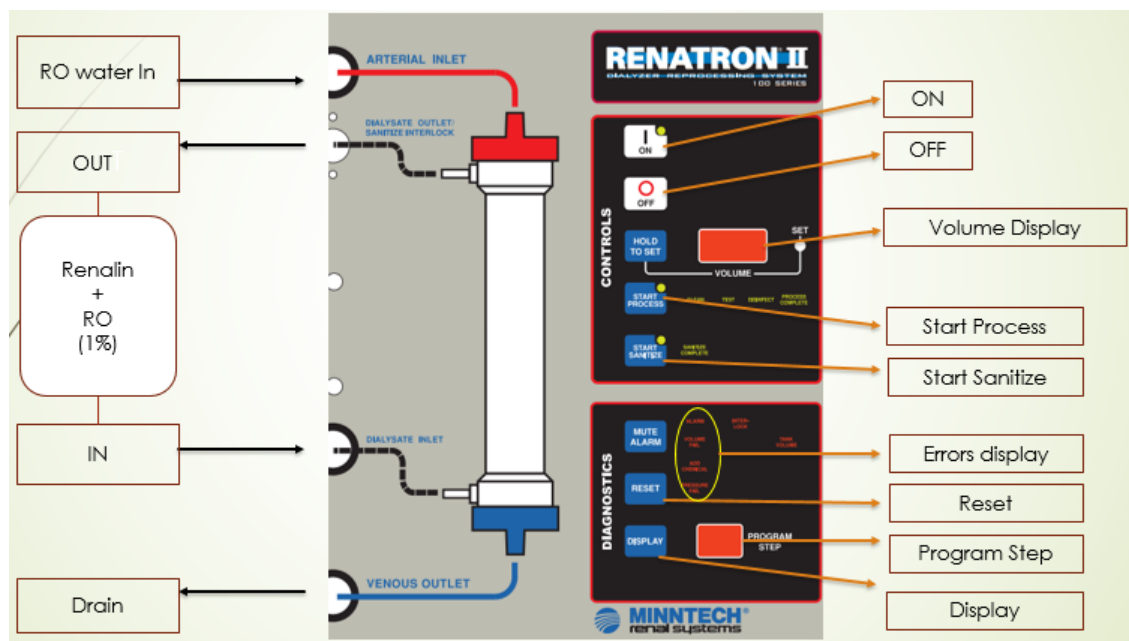 RO water In
OUT
Renalin
+
RO
(1%)
IN
Drain
ARTERIAL INLET
DIALYSATE OUTLET/
SANITIZE INTERLOCK
DIALYSATE INLET
VENOUS OUTLET
RENATRON II
DIALYZER REPROCESSING SYSTEM
100 SERIES
CONTROLS
I
ON
O
OFF
HOLD
TO SET
SET
VOLUME
START
PROCESS
TEST
DISINFECT
PROCESS
COMPLETE
START
SANITIZE
SANITIZE
COMPLETE
DIAGNOSTICS
MUTE
ALARM
ALARM
INTER-
LOCK
VOLUME
FAIL
TANK
VOLUME
ADD
CHEMICAL
RESET
PRESSURE
FAIL
DISPLAY
PROGRAM
STEP
MINNTECH®
renal systems
ON
OFF
Volume Display
Start Process
Start Sanitize
Errors display
Reset
Program Step
Display